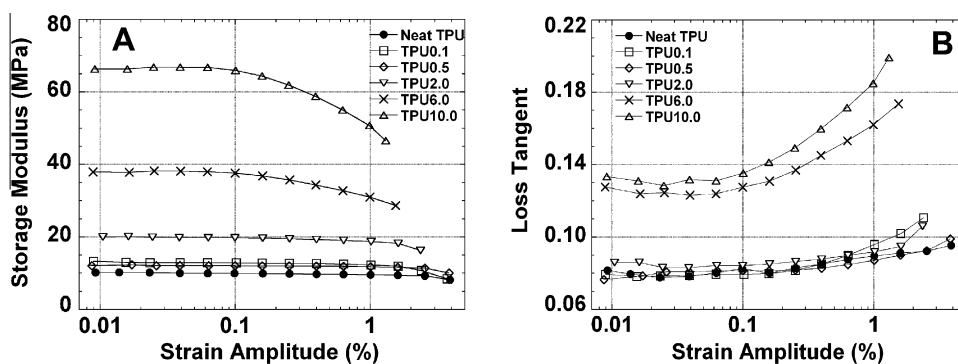 A
Storage Modulus (MPa)
80
60
40
20
0
Neat TPU
TPU0.1
TPU0.5
TPU2.0
TPU6.0
TPU10.0
0.01
0.1
1
Strain Amplitude (%)
B
Loss Tangent
0.22
0.18
0.14
0.10
0.06
Neat TPU
TPU0.1
TPU0.5
TPU2.0
TPU6.0
TPU10.0
0.01
0.1
1
Strain Amplitude (%)